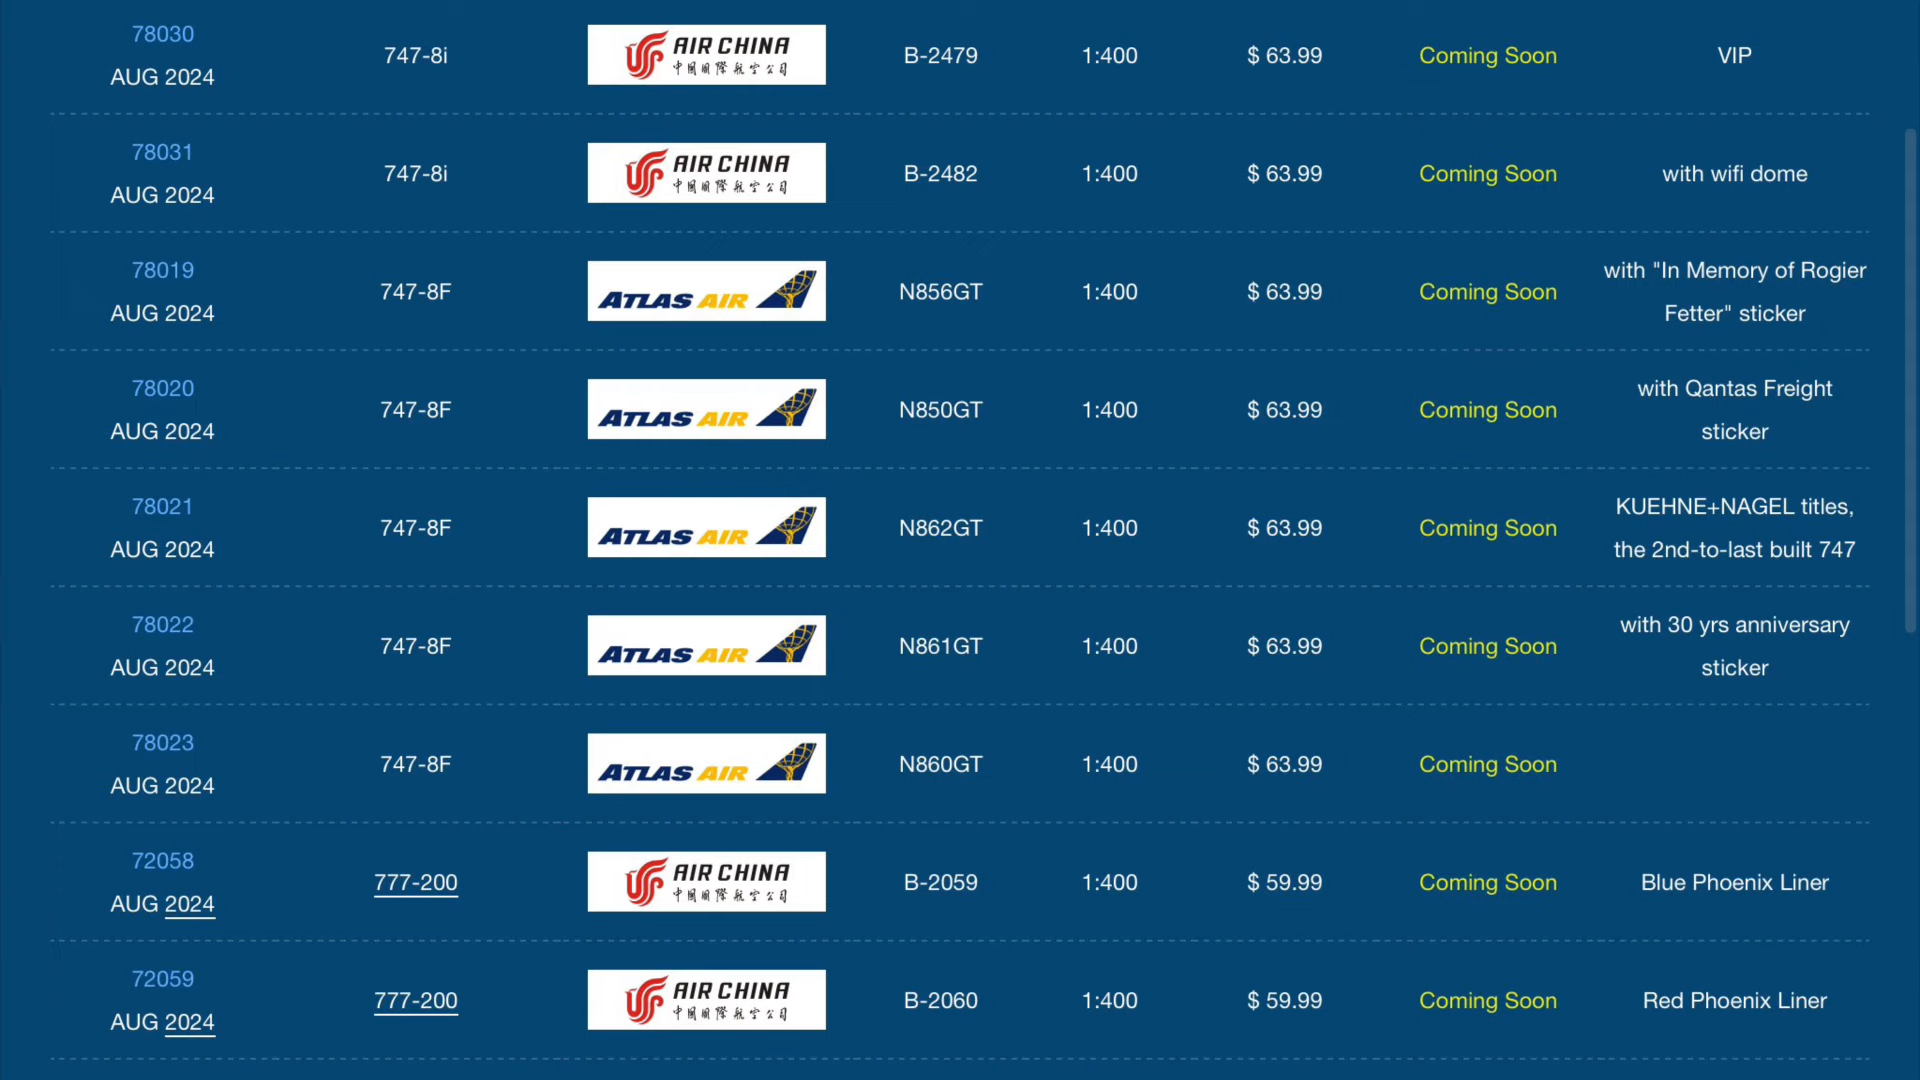 78030
AUG 2024
747-8i
AIR CHINA
中國國際航空公司
B-2479
1:400
$ 63.99
Coming Soon
VIP
78031
AUG 2024
747-8i
AIR CHINA
中國國際航空公司
B-2482
1:400
$ 63.99
Coming Soon
with wifi dome
78019
AUG 2024
747-8F
ATLAS AIR
N856GT
1:400
$ 63.99
Coming Soon
with "In Memory of Rogier
Fetter" sticker
78020
AUG 2024
747-8F
ATLAS AIR
N850GT
1:400
$ 63.99
Coming Soon
with Qantas Freight
sticker
78021
AUG 2024
747-8F
ATLAS AIR
N862GT
1:400
$ 63.99
Coming Soon
KUEHNE+NAGEL titles,
the 2nd-to-last built 747
78022
AUG 2024
747-8F
ATLAS AIR
N861GT
1:400
$ 63.99
Coming Soon
with 30 yrs anniversary
sticker
78023
AUG 2024
747-8F
ATLAS AIR
N860GT
1:400
$ 63.99
Coming Soon
72058
AUG 2024
777-200
AIR CHINA
中國國際航空公司
B-2059
1:400
$ 59.99
Coming Soon
Blue Phoenix Liner
72059
AUG 2024
777-200
AIR CHINA
中國國際航空公司
B-2060
1:400
$ 59.99
Coming Soon
Red Phoenix Liner